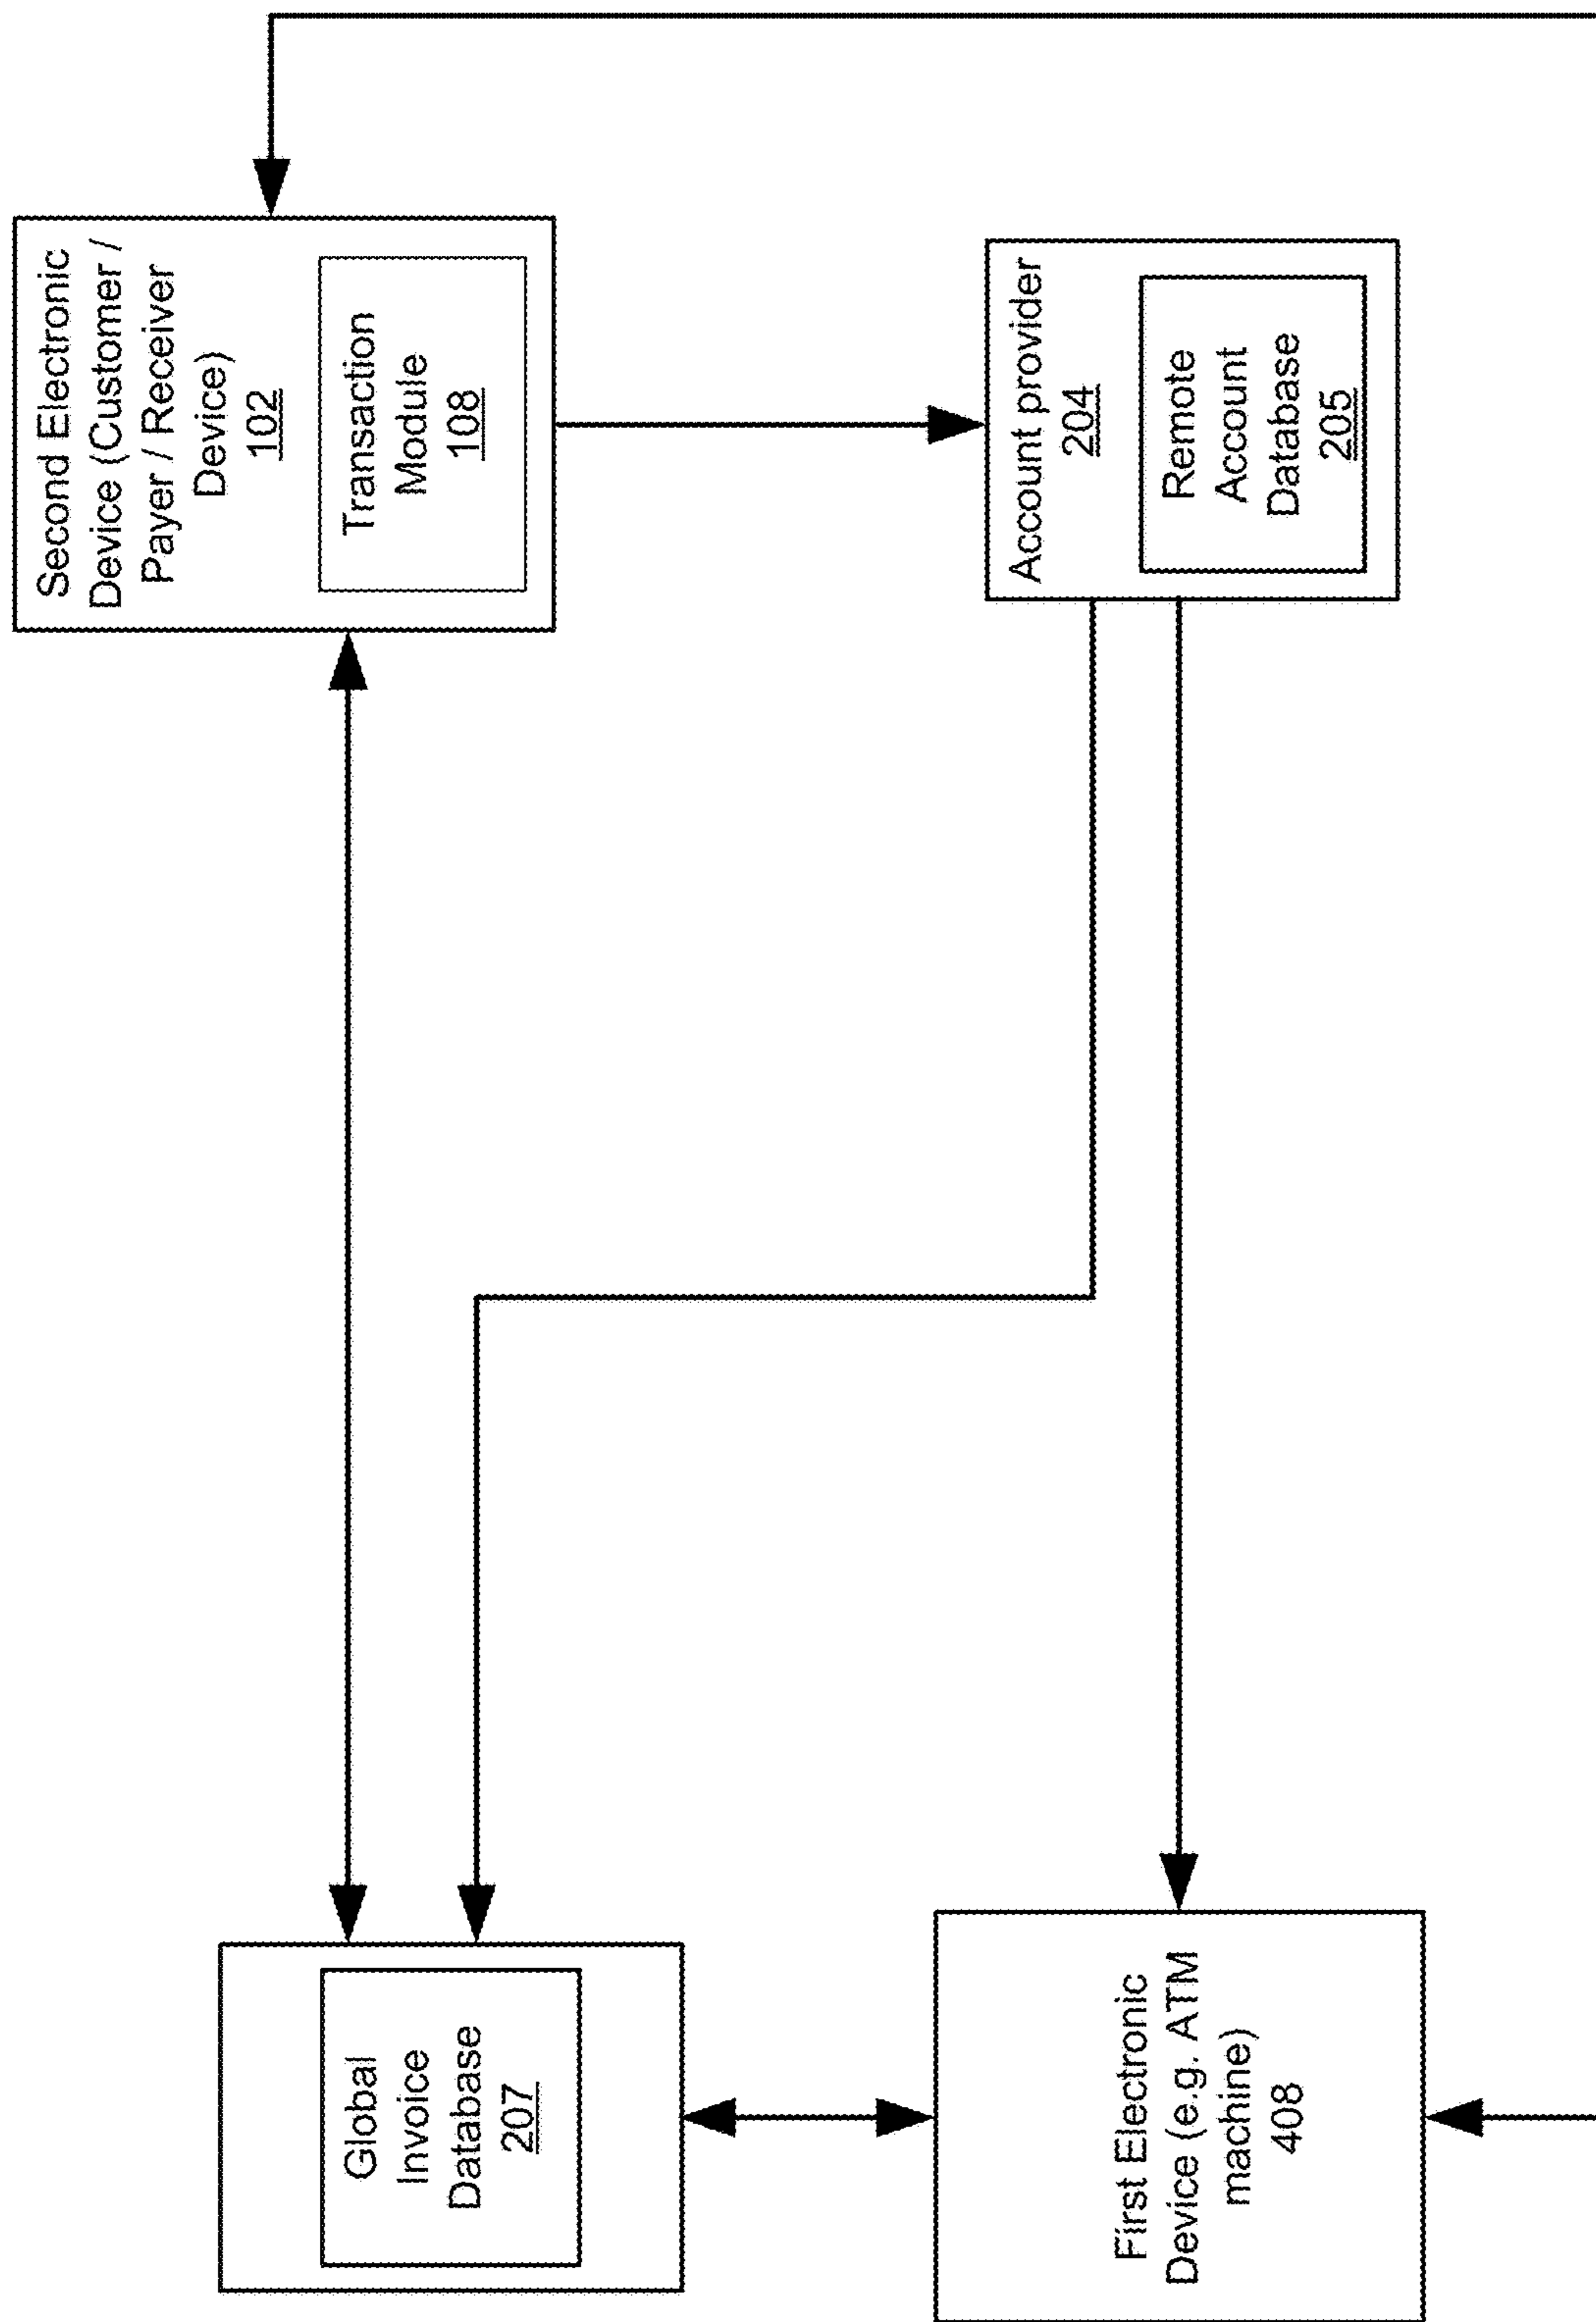 Global
Invoice
Database
207
Second Electronic
Device (Customer /
Payer / Receiver
Device)
102
Transaction
Module
108
First Electronic
Device (e.g. ATM
machine)
408
Account provider
204
Remote
Account
Database
205